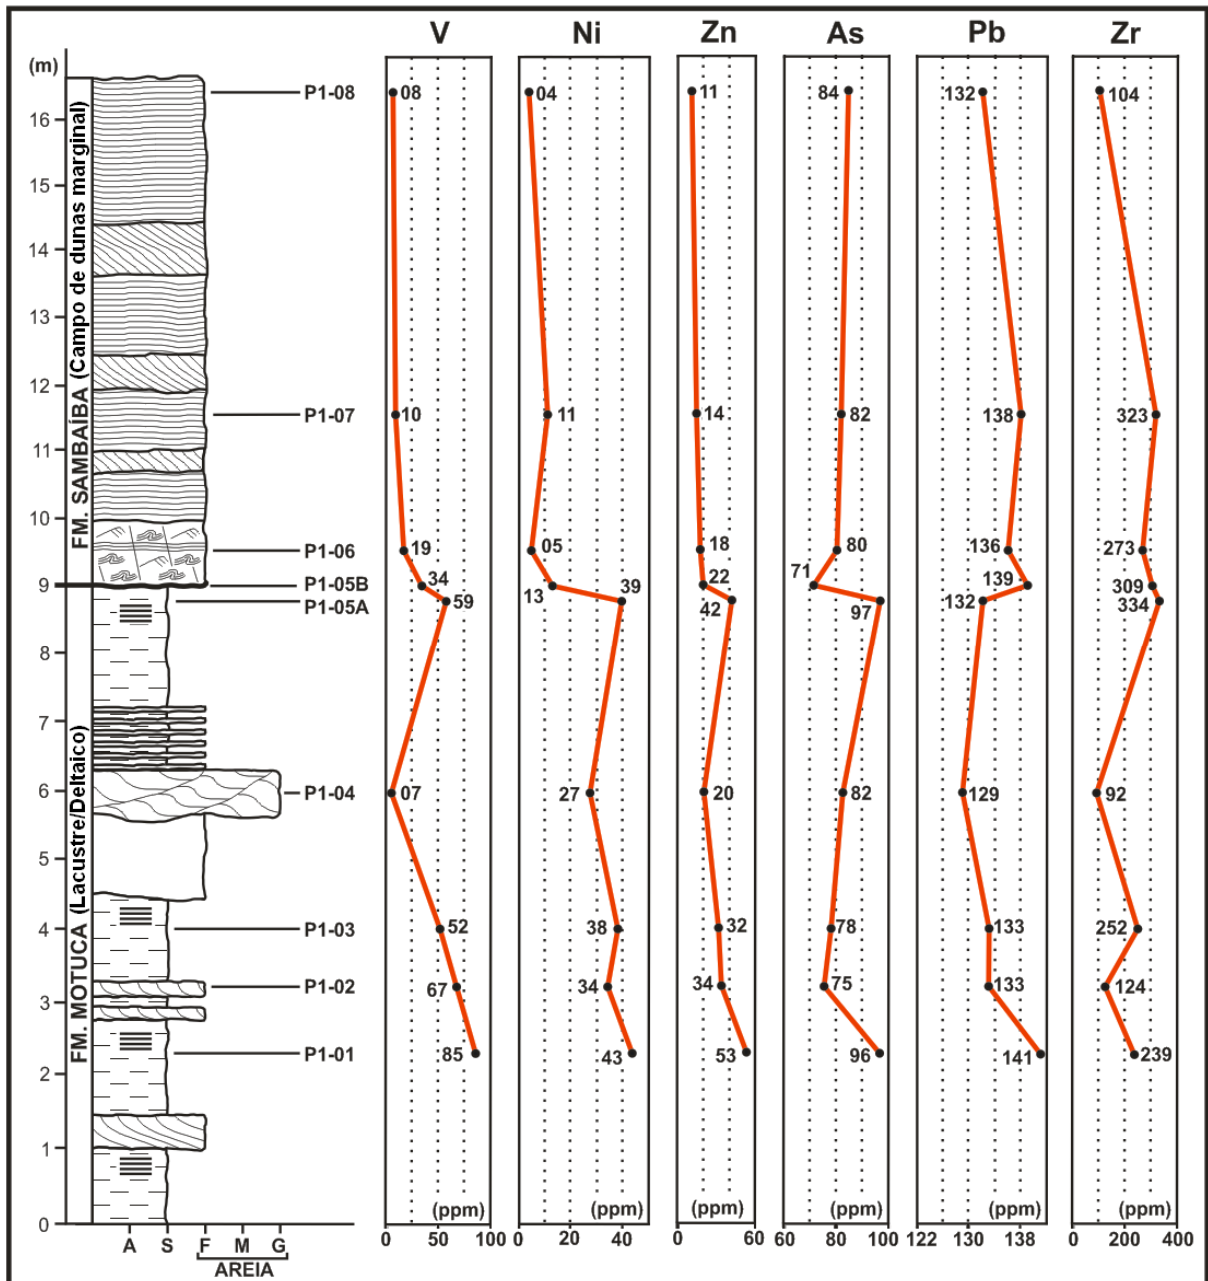 V Ni Zn As Pb Zr
(m)
P1-08 08 04 11 84 132 104
16
15
14
13
12
P1-07 10 11 14 82 138 323
11
10
P1-06 19 05 18 80 136 273
9 P1-05B 34 13 22 71 139 309
P1-05A 59 39 42 97 132 334
8
7
6 P1-04 07 27 20 82 129 92
5
4 P1-03 52 38 32 78 133 252
3 P1-02 67 34 34 75 133 124
P1-01 85 43 53 96 141 239
2
1
0
FM. SAMBAÍBA (Campo de dunas marginal)
FM. MOTUCA (Lacustre/Deltaico)
(ppm) (ppm) (ppm) (ppm) (ppm) (ppm)
0 50 100 0 20 40 0 60 60 80 100 122 130 138 0 200 400
A S F M G
AREIA